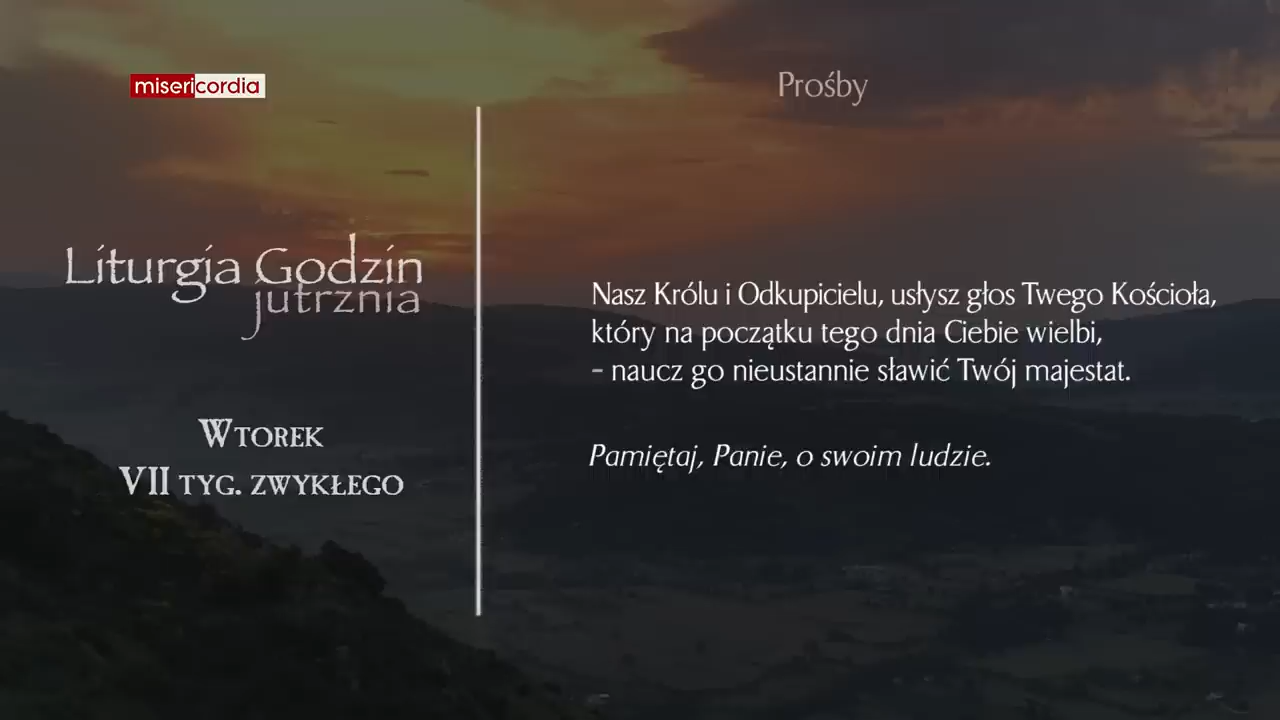 misericordia
Liturgia Godzin
jutrznia
Wtorek
VII tyg. zwykłego
Prośby
Nasz Królu i Odkupicielu, usłysz głos Twego Kościoła,
który na początku tego dnia Ciebie wielbi,
- naucz go nieustannie sławić Twój majestat.
Pamiętaj, Panie, o swoim ludzie.